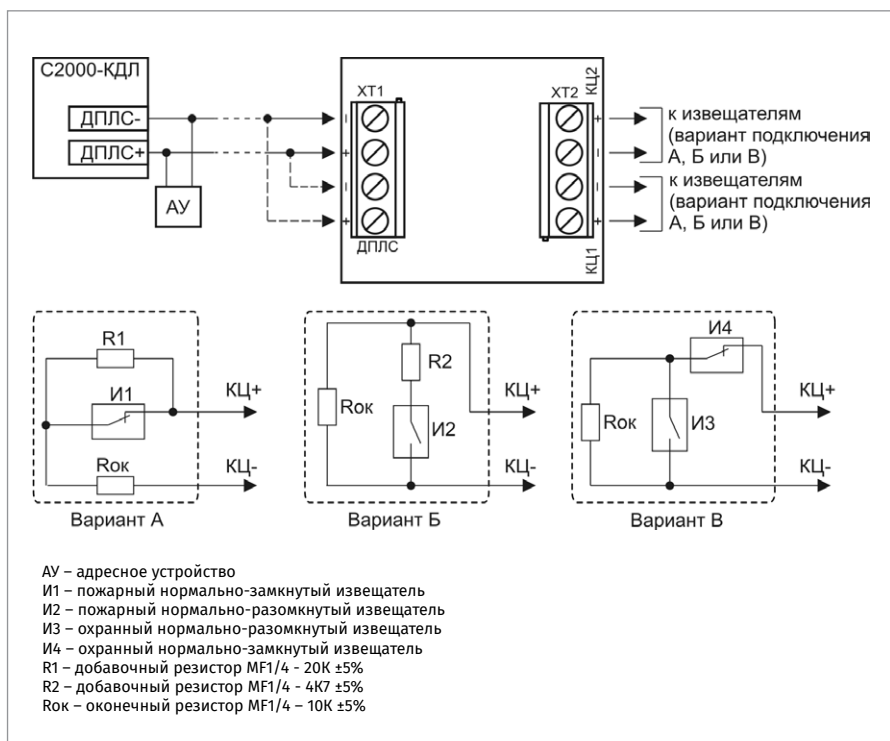 С2000-КДЛ
ДПЛС-
ДПЛС+
АУ
ХТ1
-
+
-
+
ДПЛС
ХТ2
КЦ2
+
-
-
+
КЦ1
к извещателям
(вариант подключения
А, Б или В)
к извещателям
(вариант подключения
А, Б или В)
R1
И1
Rок
КЦ+
КЦ-
Вариант А
Rок
R2
И2
КЦ+
КЦ-
Вариант Б
Rок
И3
И4
КЦ+
КЦ-
Вариант В
АУ – адресное устройство
И1 – пожарный нормально-замкнутый извещатель
И2 – пожарный нормально-разомкнутый извещатель
И3 – охранный нормально-разомкнутый извещатель
И4 – охранный нормально-замкнутый извещатель
R1 – добавочный резистор MF1/4 - 20К ±5%
R2 – добавочный резистор MF1/4 - 4К7 ±5%
Rок – оконечный резистор MF1/4 – 10К ±5%